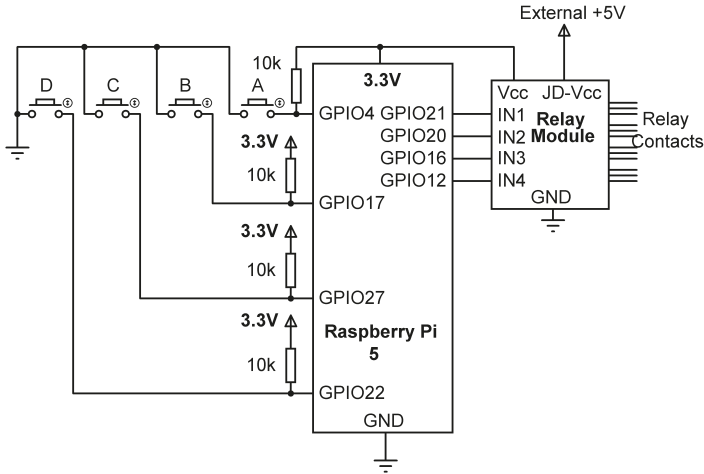 External +5V
D
C
B
A
10k
3.3V
Vcc JD-Vcc
GPIO4 GPIO21
IN1
Relay
Module
Relay
Contacts
3.3V
GPIO20
IN2
10k
GPIO16
IN3
GPIO12
IN4
GPIO17
GND
3.3V
10k
GPIO27
3.3V
Raspberry Pi
5
10k
GPIO22
GND